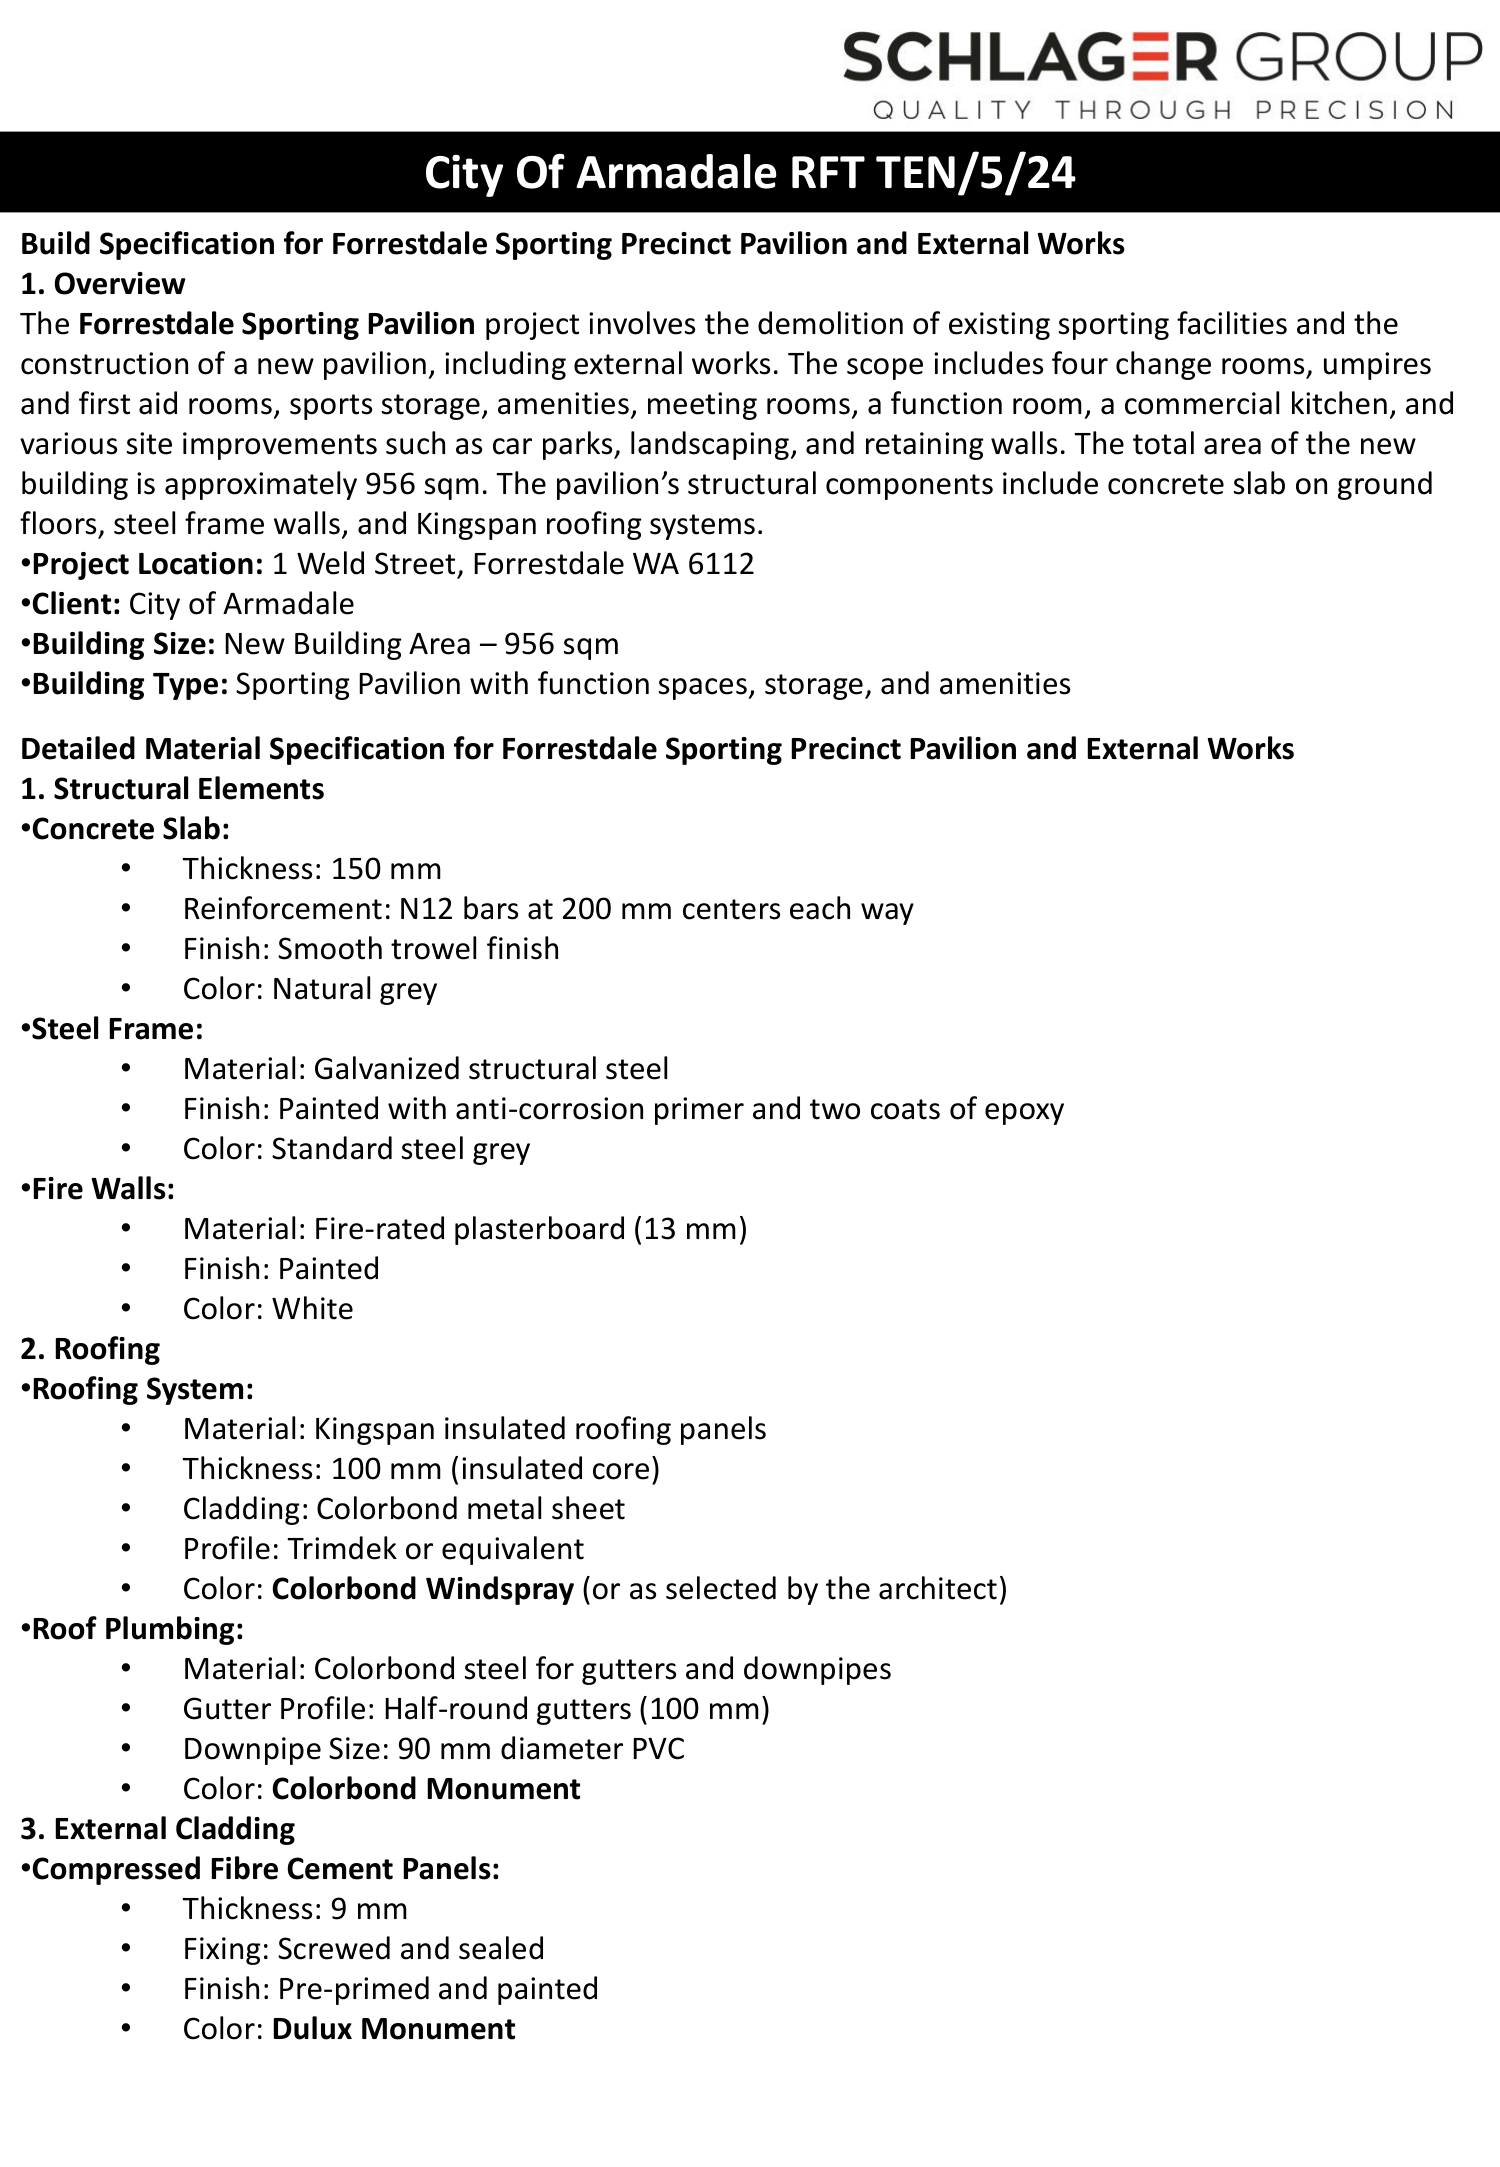 SCHLAGER GROUP
QUALITY THROUGH PRECISION
City Of Armadale RFT TEN/5/24
Build Specification for Forrestdale Sporting Precinct Pavilion and External Works
1. Overview
The Forrestdale Sporting Pavilion project involves the demolition of existing sporting facilities and the
construction of a new pavilion, including external works. The scope includes four change rooms, umpires
and first aid rooms, sports storage, amenities, meeting rooms, a function room, a commercial kitchen, and
various site improvements such as car parks, landscaping, and retaining walls. The total area of the new
building is approximately 956 sqm. The pavilion’s structural components include concrete slab on ground
floors, steel frame walls, and Kingspan roofing systems.
•Project Location: 1 Weld Street, Forrestdale WA 6112
•Client: City of Armadale
•Building Size: New Building Area – 956 sqm
•Building Type: Sporting Pavilion with function spaces, storage, and amenities
Detailed Material Specification for Forrestdale Sporting Precinct Pavilion and External Works
1. Structural Elements
•Concrete Slab:
• Thickness: 150 mm
• Reinforcement: N12 bars at 200 mm centers each way
• Finish: Smooth trowel finish
• Color: Natural grey
•Steel Frame:
• Material: Galvanized structural steel
• Finish: Painted with anti-corrosion primer and two coats of epoxy
• Color: Standard steel grey
•Fire Walls:
• Material: Fire-rated plasterboard (13 mm)
• Finish: Painted
• Color: White
2. Roofing
•Roofing System:
• Material: Kingspan insulated roofing panels
• Thickness: 100 mm (insulated core)
• Cladding: Colorbond metal sheet
• Profile: Trimdek or equivalent
• Color: Colorbond Windspray (or as selected by the architect)
•Roof Plumbing:
• Material: Colorbond steel for gutters and downpipes
• Gutter Profile: Half-round gutters (100 mm)
• Downpipe Size: 90 mm diameter PVC
• Color: Colorbond Monument
3. External Cladding
•Compressed Fibre Cement Panels:
• Thickness: 9 mm
• Fixing: Screwed and sealed
• Finish: Pre-primed and painted
• Color: Dulux Monument